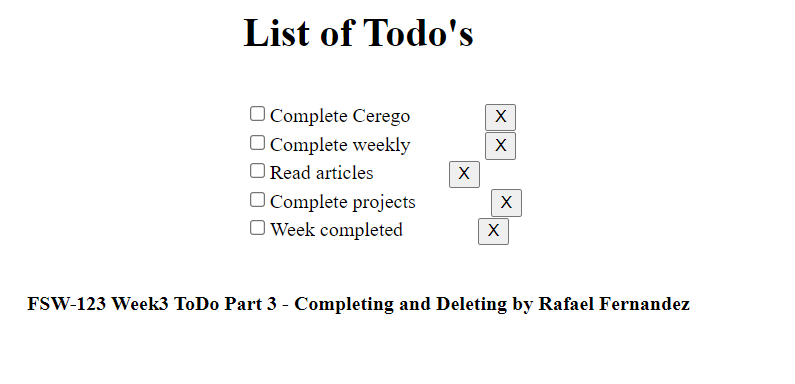 List of Todo's
Complete Cerego X
Complete weekly X
Read articles X
Complete projects X
Week completed X
FSW-123 Week3 ToDo Part 3 - Completing and Deleting by Rafael Fernandez